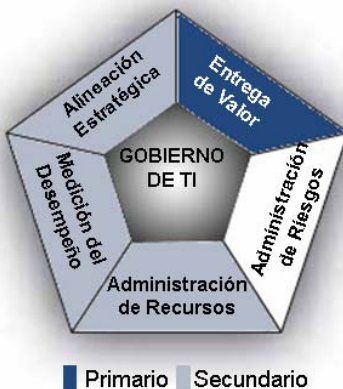 Alineación
Estratégica
Entrega
de Valor
GOBIERNO
DE TI
Medición del
Desempeño
Administración
de Riesgos
Administración
de Recursos
Primario Secundario